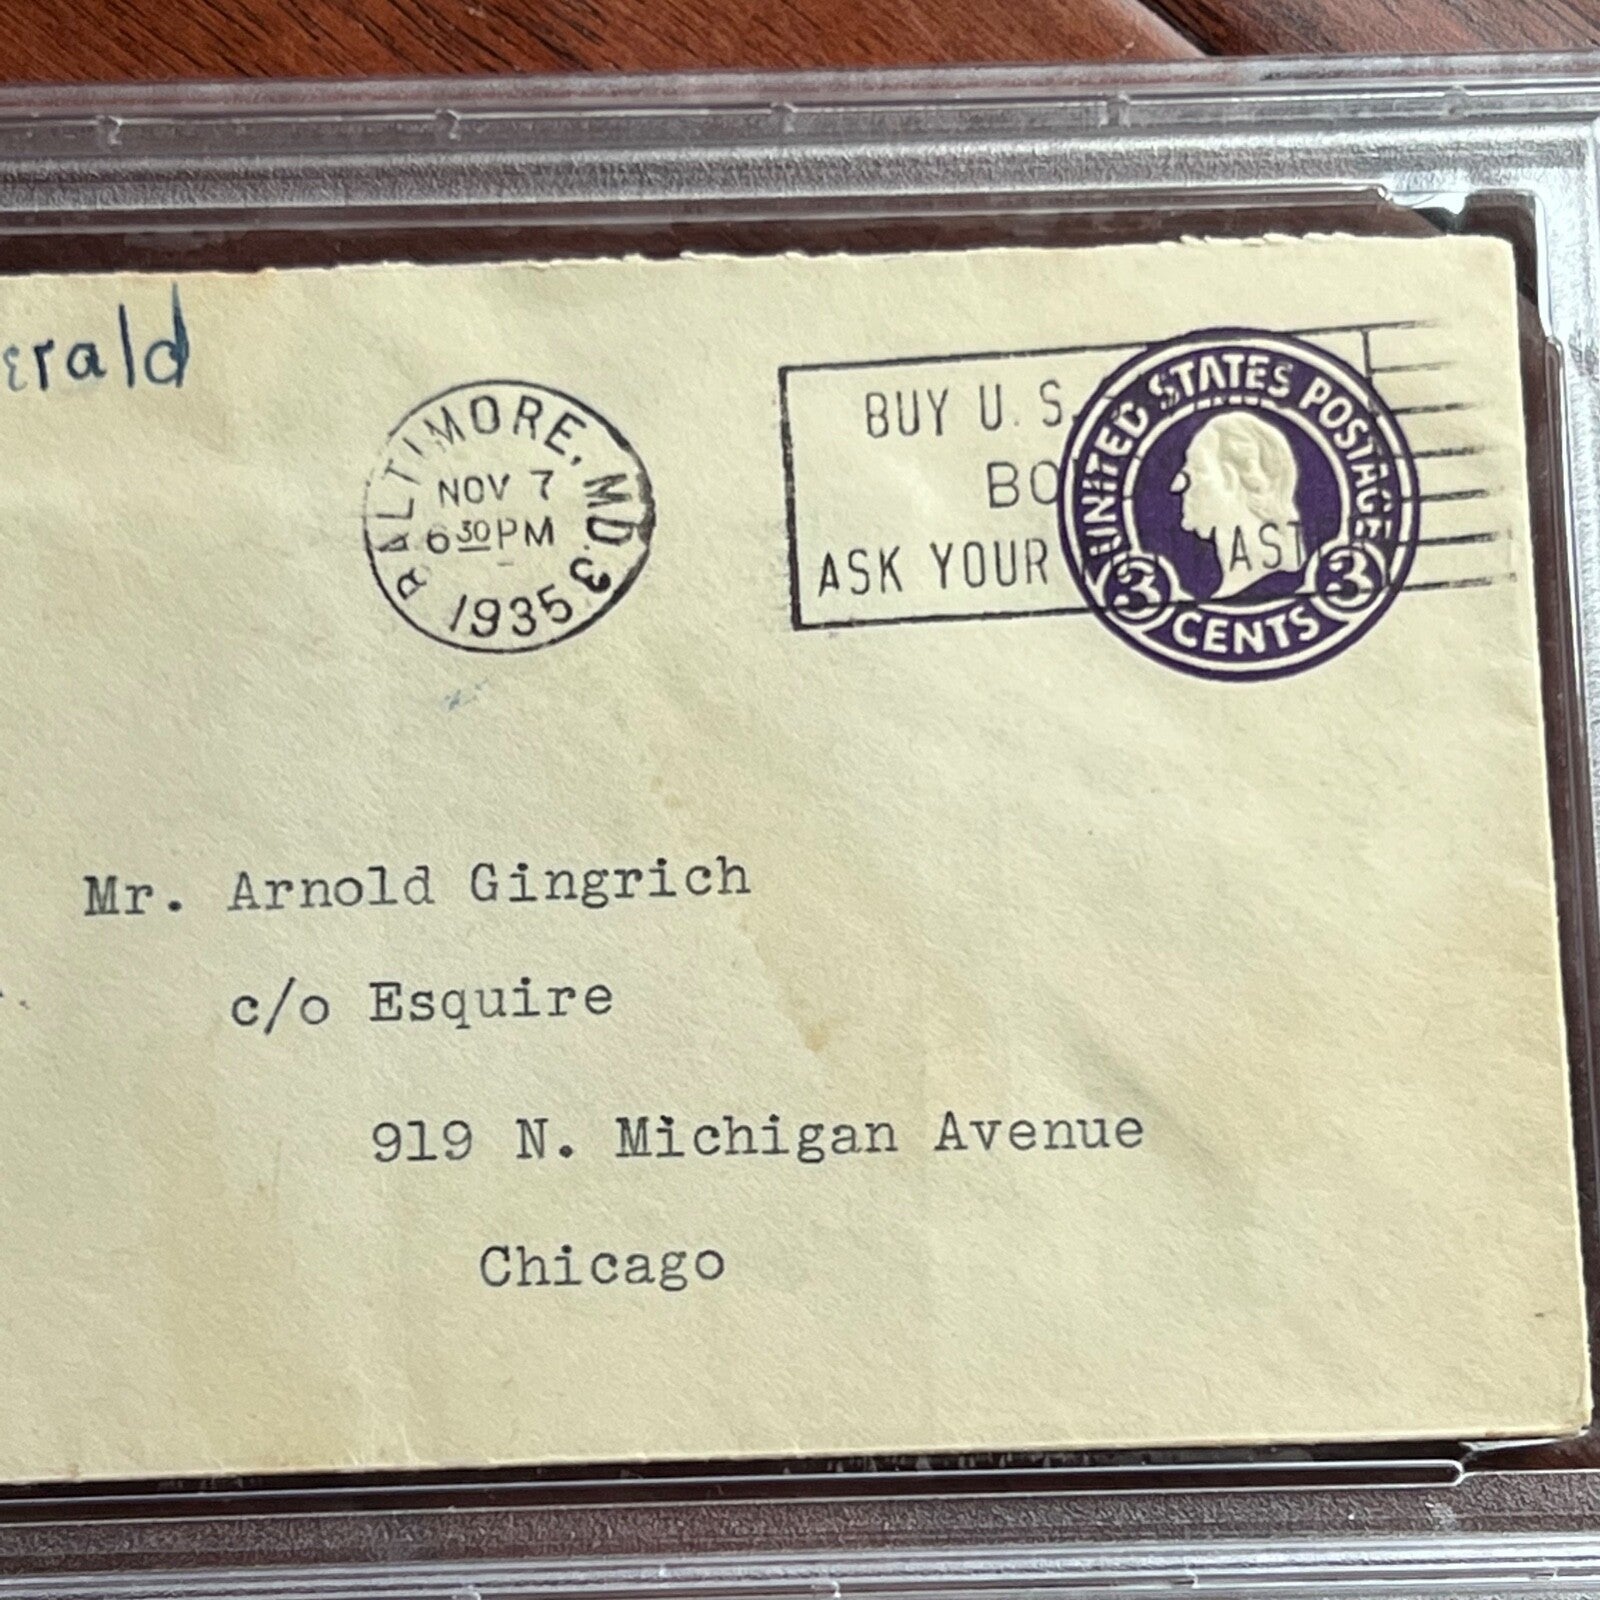 erald
BALTIMORE, MD. 3
NOV 7
6 30 PM
1935
BUY U. S.
BO
ASK YOUR MAST
UNITED STATES POSTAGE
3 CENTS 3
Mr. Arnold Gingrich
c/o Esquire
919 N. Michigan Avenue
Chicago